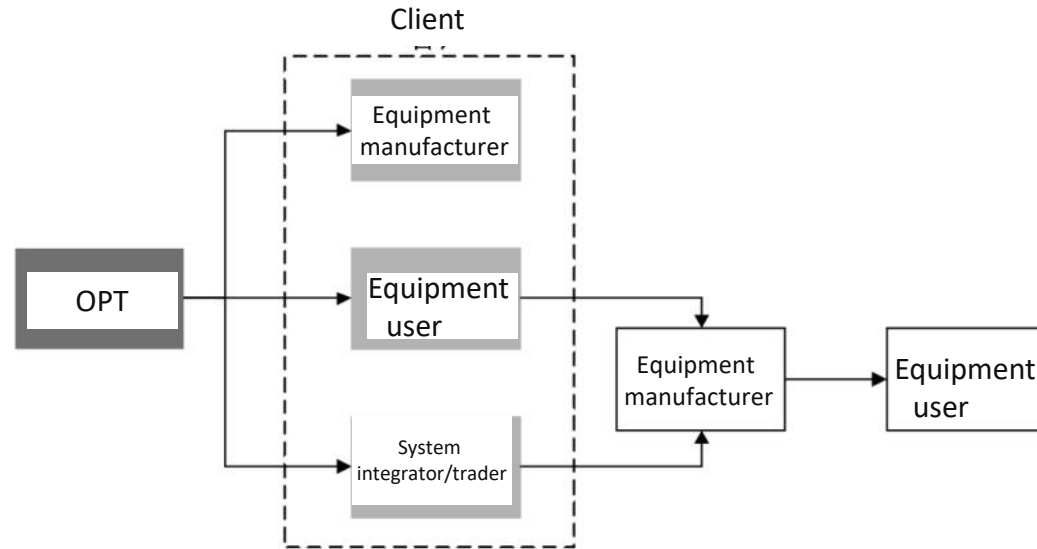 Client
Equipment
manufacturer
OPT
Equipment
user
Equipment
manufacturer
Equipment
user
System
integrator/trader